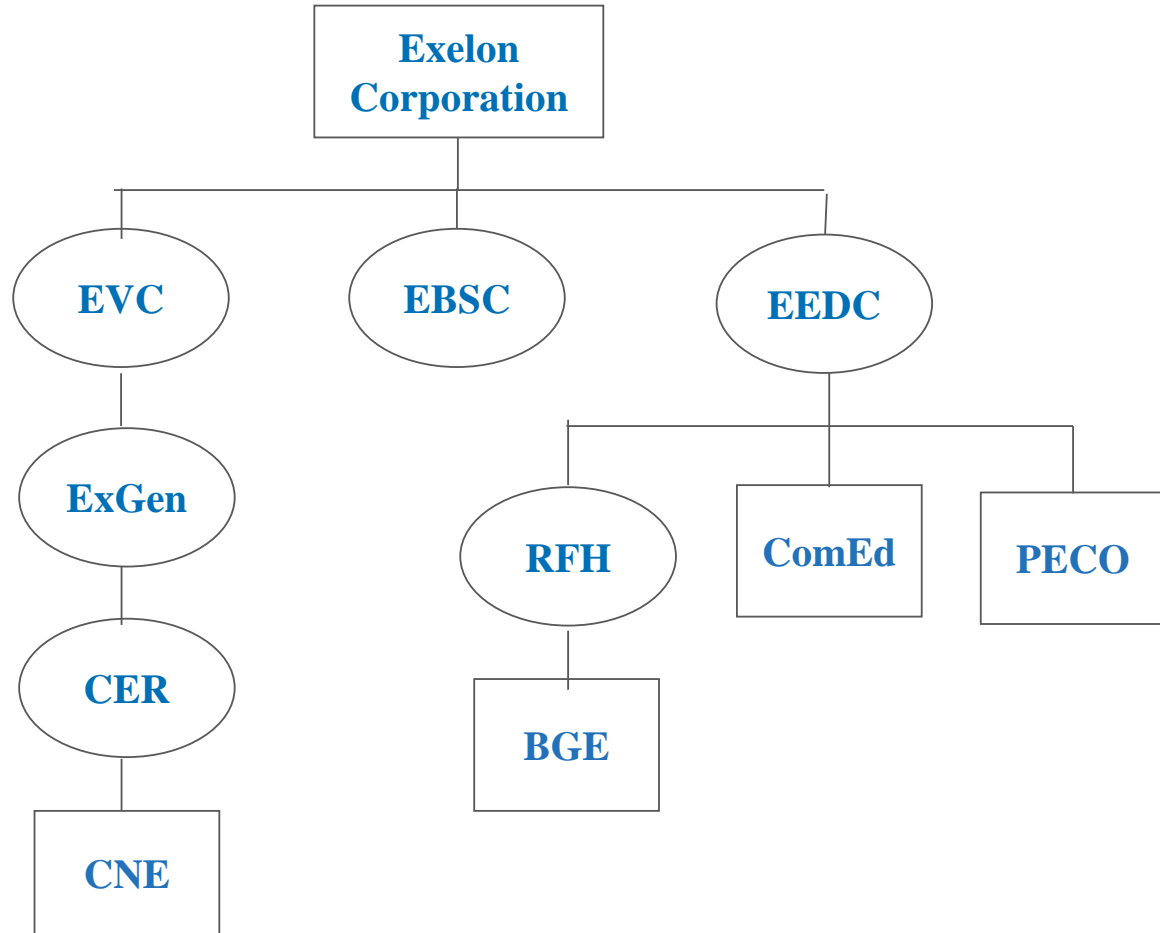 Exelon
Corporation
EVC
EBSC
EEDC
ExGen
RFH
ComEd
PECO
CER
BGE
CNE